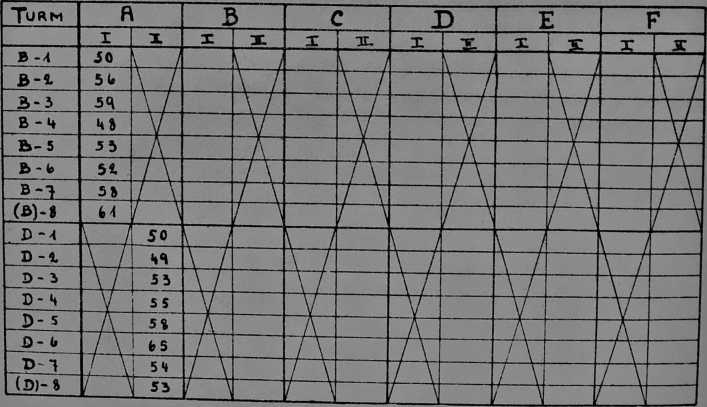 TURM A B C D E F
I II I II I II I II I II I II
B-1 50
B-2 56
B-3 59
B-4 48
B-5 53
B-6 52
B-7 58
(B)-8 61
D-1 50
D-2 49
D-3 53
D-4 55
D-5 58
D-6 65
D-7 54
(D)-8 53